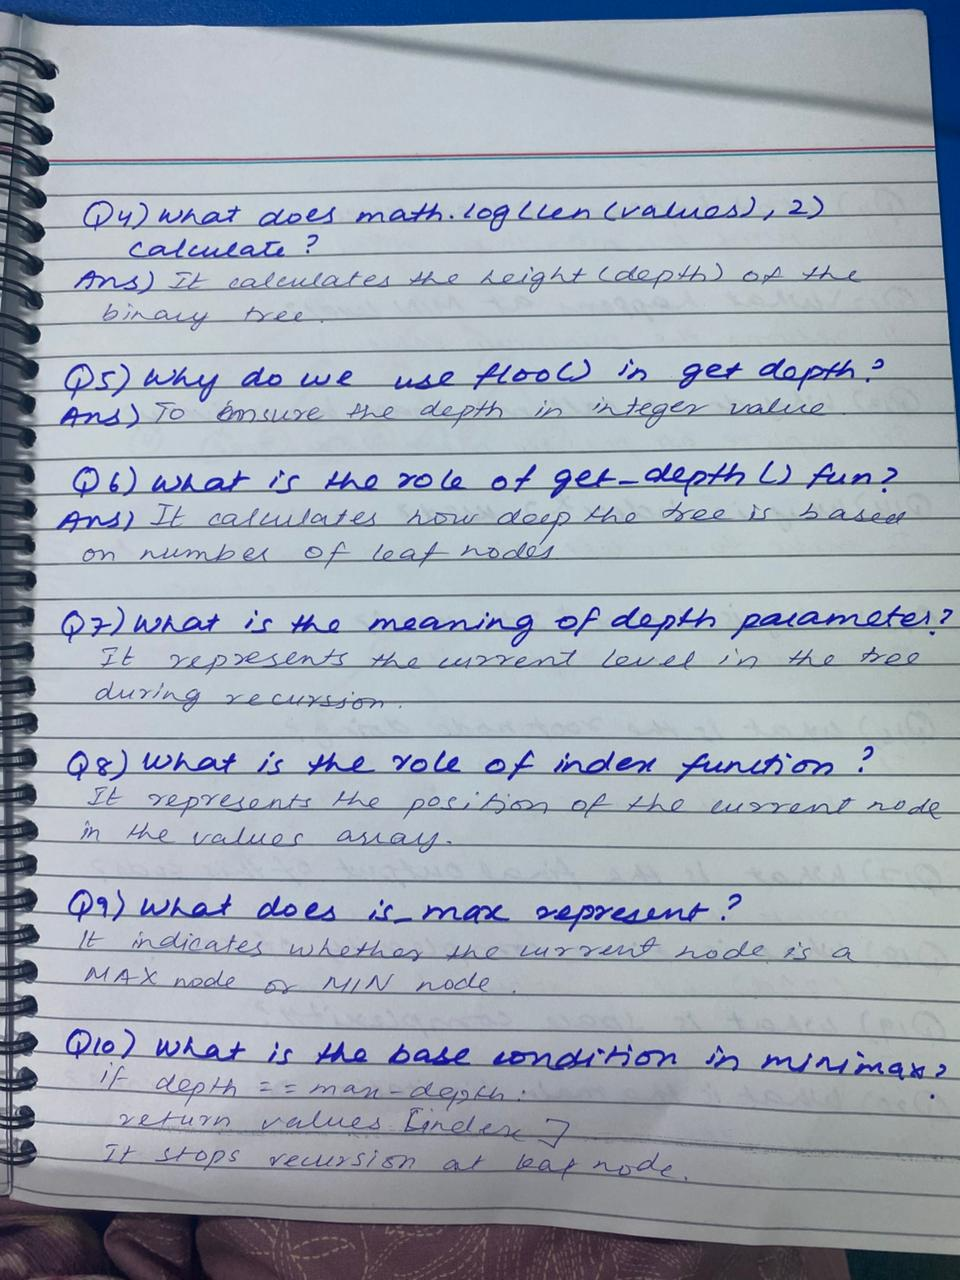 Q4) what does math.log(len(values), 2)
calculate?
Ans) It calculates the height (depth) of the
binary tree.
Q5) Why do we use floor() in get depth?
Ans) To ensure the depth in integer value.
Q6) what is the role of get_depth() fun?
Ans) It calculates how deep the tree is based
on number of leaf nodes
Q7) what is the meaning of depth parameter?
It represents the current level in the tree
during recursion.
Q8) what is the role of index function?
It represents the position of the current node
in the values array.
Q9) what does is_max represent?
It indicates whether the current node is a
MAX node or MIN node.
Q10) what is the base condition in minimax?
if depth == max-depth:
return values [index]
It stops recursion at leaf node.